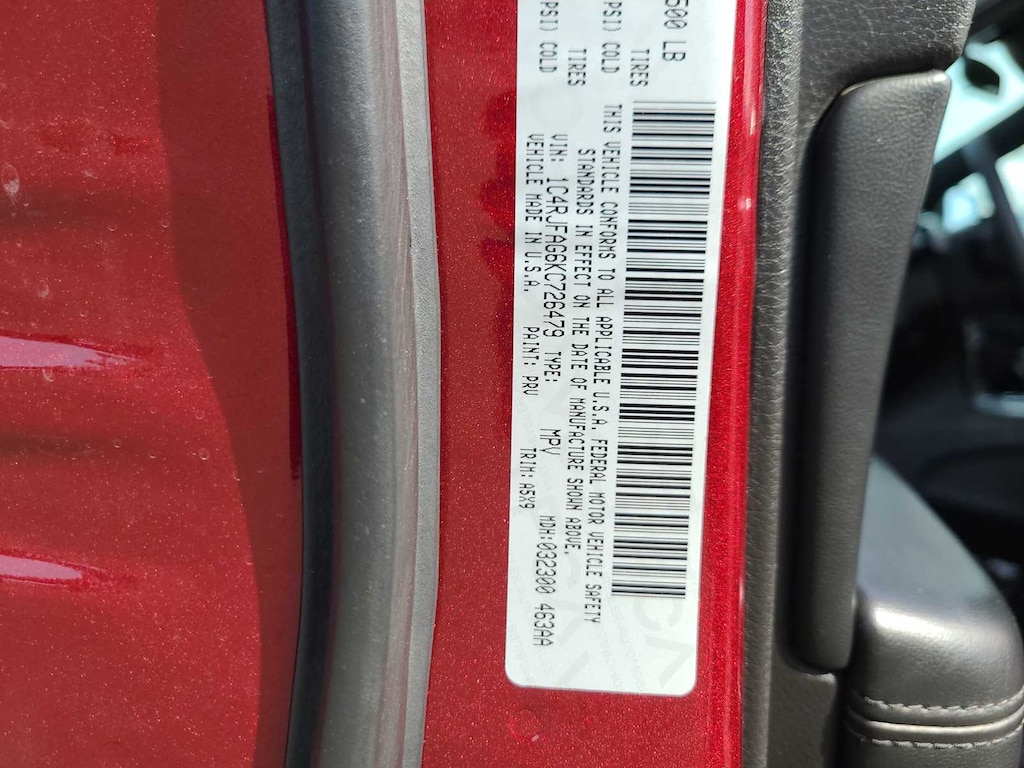 500 LB
TIRES
PSI) COLD
TIRES
PSI) COLD
THIS VEHICLE CONFORMS TO ALL APPLICABLE U.S.A. FEDERAL MOTOR VEHICLE SAFETY
STANDARDS IN EFFECT ON THE DATE OF MANUFACTURE SHOWN ABOVE.
VIN: 1C4RJFAG6KC726479 TYPE: MPV MDH:032300 463AA
VEHICLE MADE IN U.S.A. PAINT: PRV TRIM: A5X9